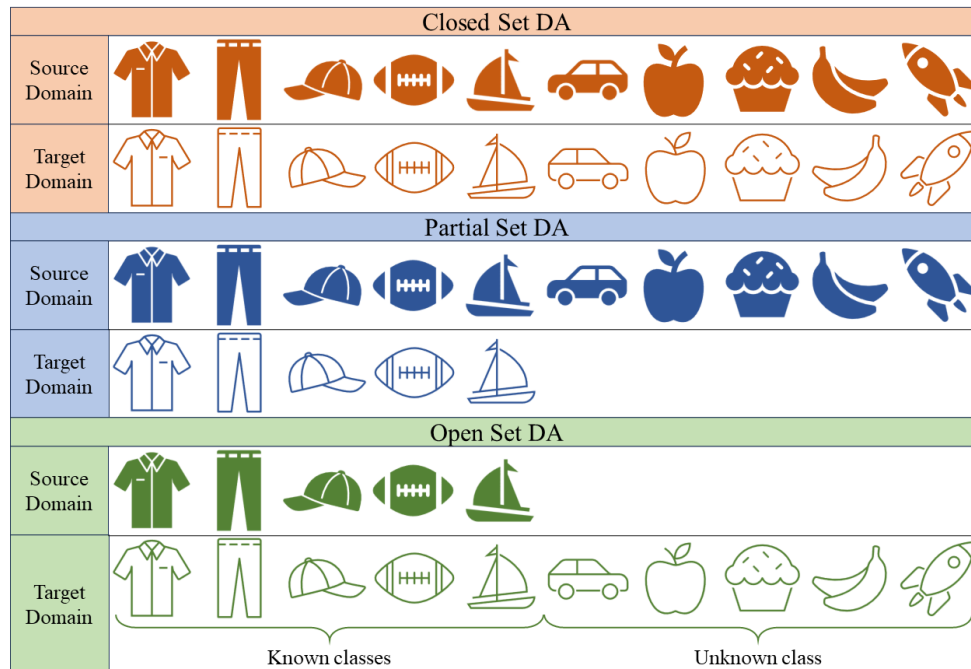 Closed Set DA
Source
Domain
Target
Domain
Partial Set DA
Source
Domain
Target
Domain
Open Set DA
Source
Domain
Target
Domain
Known classes
Unknown class